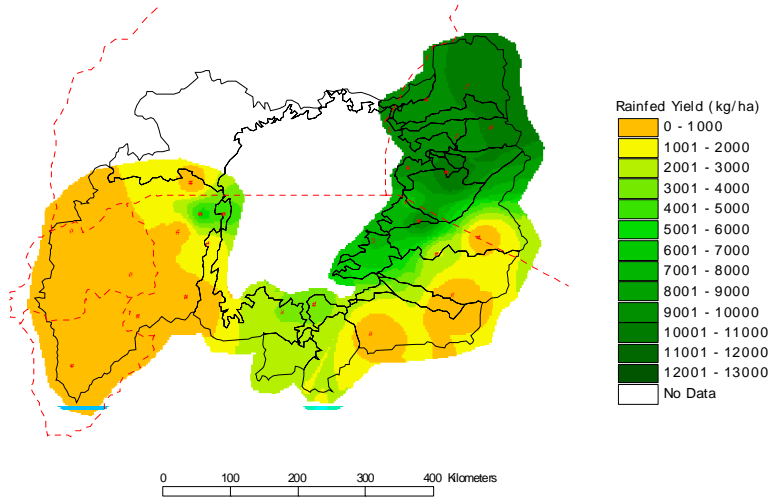 Rainfed Yield (kg/ha)
0 - 1000
1001 - 2000
2001 - 3000
3001 - 4000
4001 - 5000
5001 - 6000
6001 - 7000
7001 - 8000
8001 - 9000
9001 - 10000
10001 - 11000
11001 - 12000
12001 - 13000
No Data
0 100 200 300 400 Kilometers